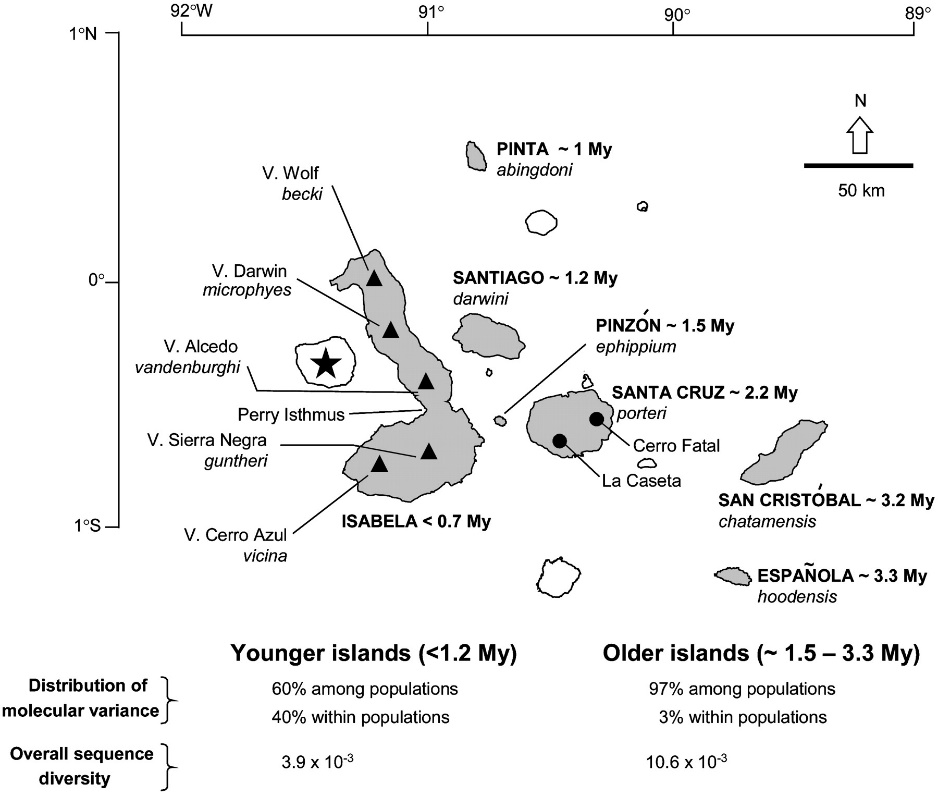 92°W 91° 90° 89°
1°N
N
50 km
PINTA ~ 1 My
abingdoni
V. Wolf
becki
V. Darwin
microphyes
0°
SANTIAGO ~ 1.2 My
darwini
PINZÓN ~ 1.5 My
ephippium
V. Alcedo
vandenburghi
SANTA CRUZ ~ 2.2 My
porteri
Perry Isthmus
V. Sierra Negra
guntheri
Cerro Fatal
La Caseta
SAN CRISTÓBAL ~ 3.2 My
chatamensis
1°S
ISABELA < 0.7 My
V. Cerro Azul
vicina
ESPAÑOLA ~ 3.3 My
hoodensis
Younger islands (<1.2 My) Older islands (~ 1.5 – 3.3 My)
Distribution of
molecular variance
60% among populations 97% among populations
40% within populations 3% within populations
Overall sequence
diversity
3.9 x 10⁻³ 10.6 x 10⁻³